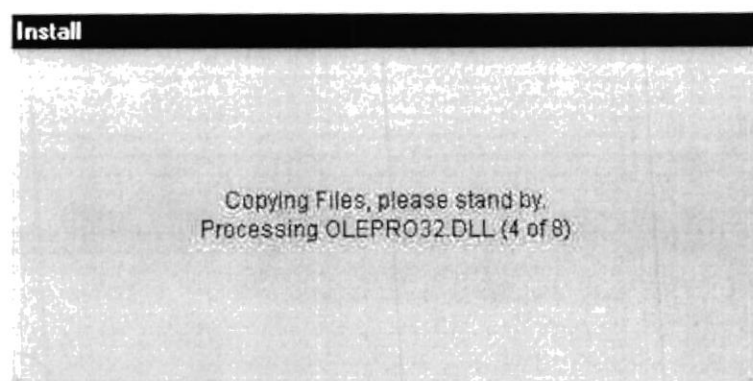 Install
Copying Files, please stand by.
Processing OLEPRO32.DLL (4 of 8)